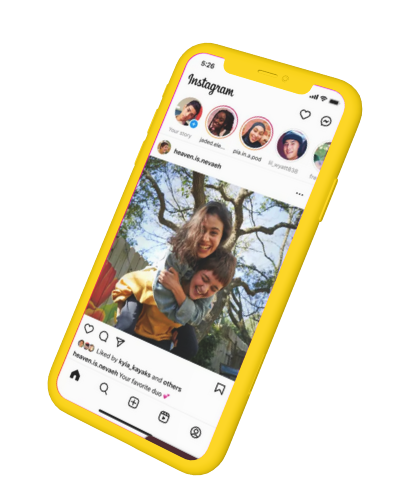 5:26
Instagram
Your story
jaded.ele...
pia.in.a.pod
lil_wyatt838
heaven.is.nevaeh
Liked by kyia_kayaks and others
heaven.is.nevaeh Your favorite duo 💕